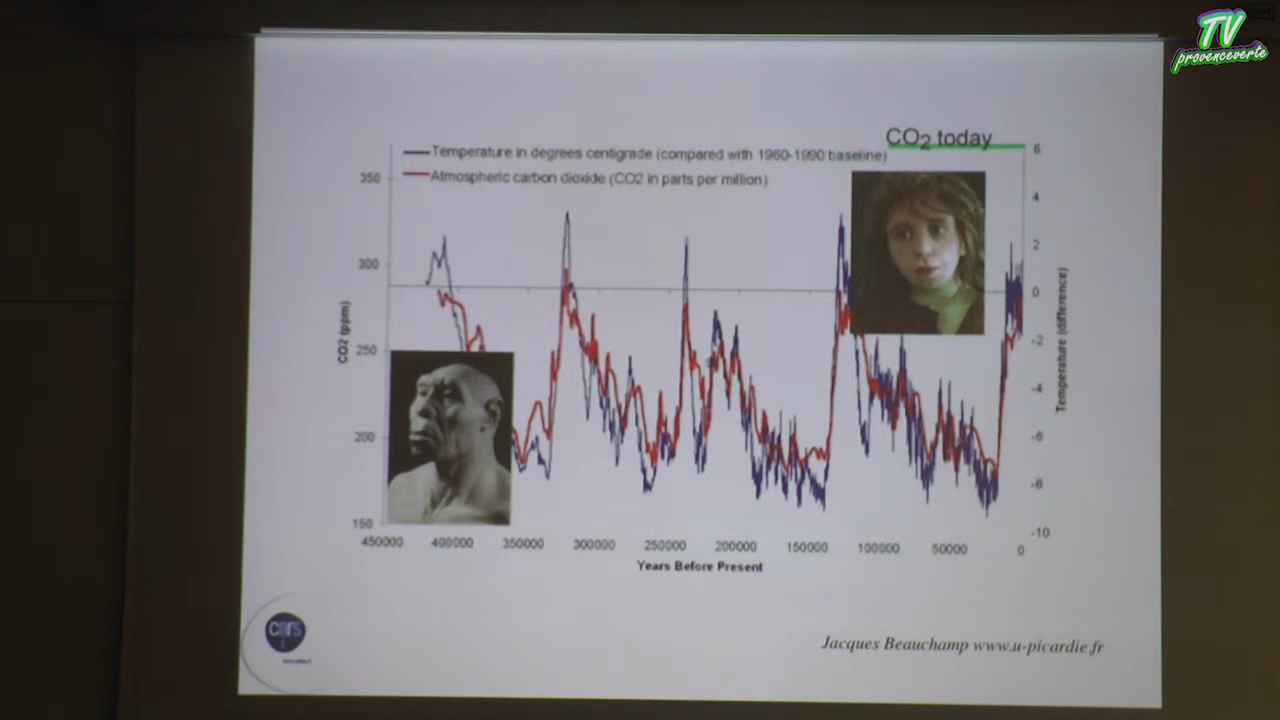 TV
provenceverte
CO2 today
Temperature in degrees centigrade (compared with 1960-1990 baseline)
Atmospheric carbon dioxide (CO2 in parts per million)
350
300
250
200
150
CO2 (ppm)
6
4
2
0
-2
-4
-6
-8
-10
Temperature (difference)
450000 400000 350000 300000 250000 200000 150000 100000 50000 0
Years Before Present
cnrs
Jacques Beauchamp www.u-picardie.fr